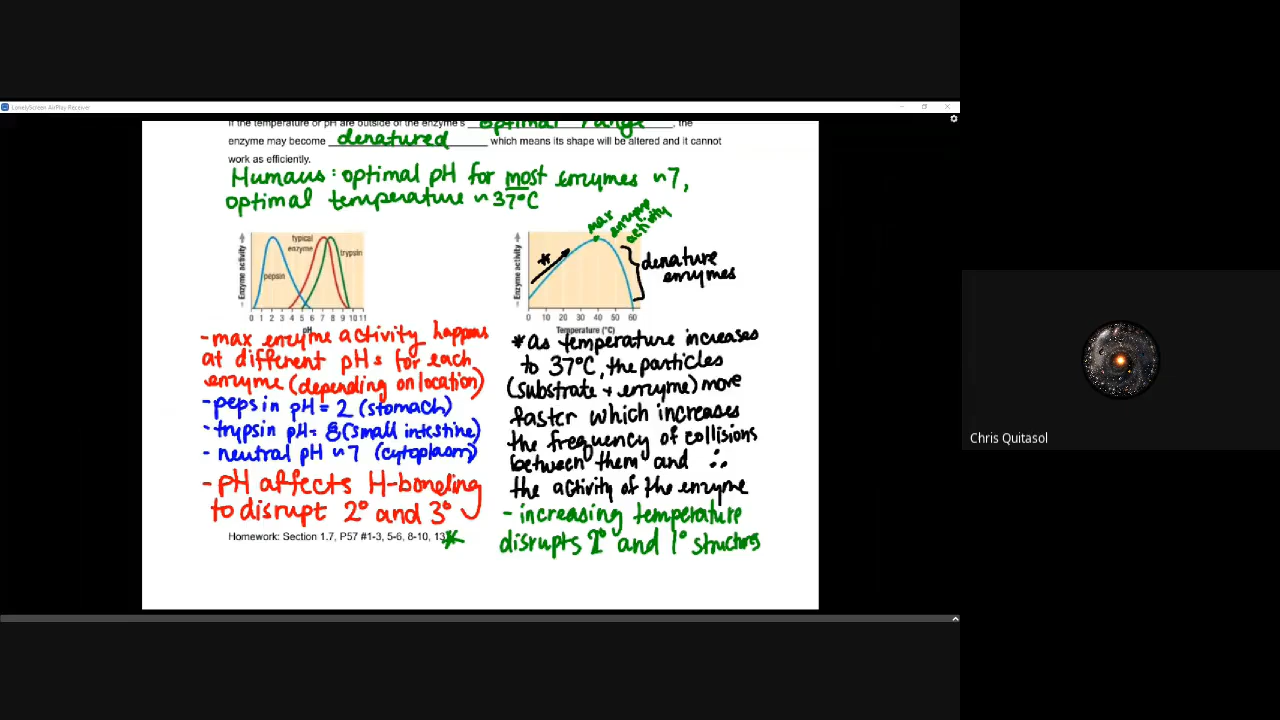 LonelyScreen AirPlay Receiver
If the temperature or pH are outside of the enzyme's optimal range, the
enzyme may become denatured which means its shape will be altered and it cannot
work as efficiently.
Humans: optimal pH for most enzymes ~7,
optimal temperature ~37°C
Enzyme activity
typical
enzyme
trypsin
pepsin
0 1 2 3 4 5 6 7 8 9 10 11
pH
max
enzyme
activity
Enzyme activity
*
denature
enzymes
0 10 20 30 40 50 60
Temperature (°C)
- max enzyme activity happens
at different pHs for each
enzyme (depending on location)
- pepsin pH = 2 (stomach)
- trypsin pH = 8 (small intestine)
- neutral pH ~7 (cytoplasm)
- pH affects H-bonding
to disrupt 2° and 3°
Homework: Section 1.7, P57 #1-3, 5-6, 8-10, 13 *
* As temperature increases
to 37°C, the particles
(substrate + enzyme) move
faster which increases
the frequency of collisions
between them and ∴
the activity of the enzyme
- increasing temperature
disrupts 2° and 1° structures
Chris Quitasol